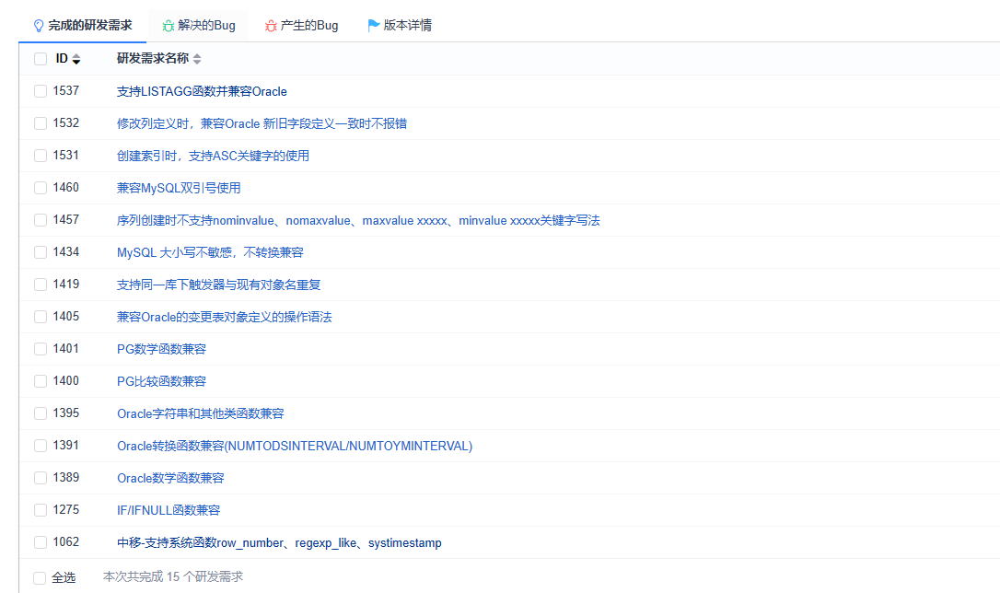 完成的研发需求 解决的Bug 产生的Bug 版本详情
ID 研发需求名称
1537 支持LISTAGG函数并兼容Oracle
1532 修改列定义时，兼容Oracle 新旧字段定义一致时不报错
1531 创建索引时，支持ASC关键字的使用
1460 兼容MySQL双引号使用
1457 序列创建时不支持nominvalue、nomaxvalue、maxvalue xxxxx、minvalue xxxxx关键字写法
1434 MySQL 大小写不敏感，不转换兼容
1419 支持同一库下触发器与现有对象名重复
1405 兼容Oracle的变更表对象定义的操作语法
1401 PG数学函数兼容
1400 PG比较函数兼容
1395 Oracle字符串和其他类函数兼容
1391 Oracle转换函数兼容(NUMTODSINTERVAL/NUMTOYMINTERVAL)
1389 Oracle数学函数兼容
1275 IF/IFNULL函数兼容
1062 中移-支持系统函数row_number、regexp_like、systimestamp
全选 本次共完成 15 个研发需求